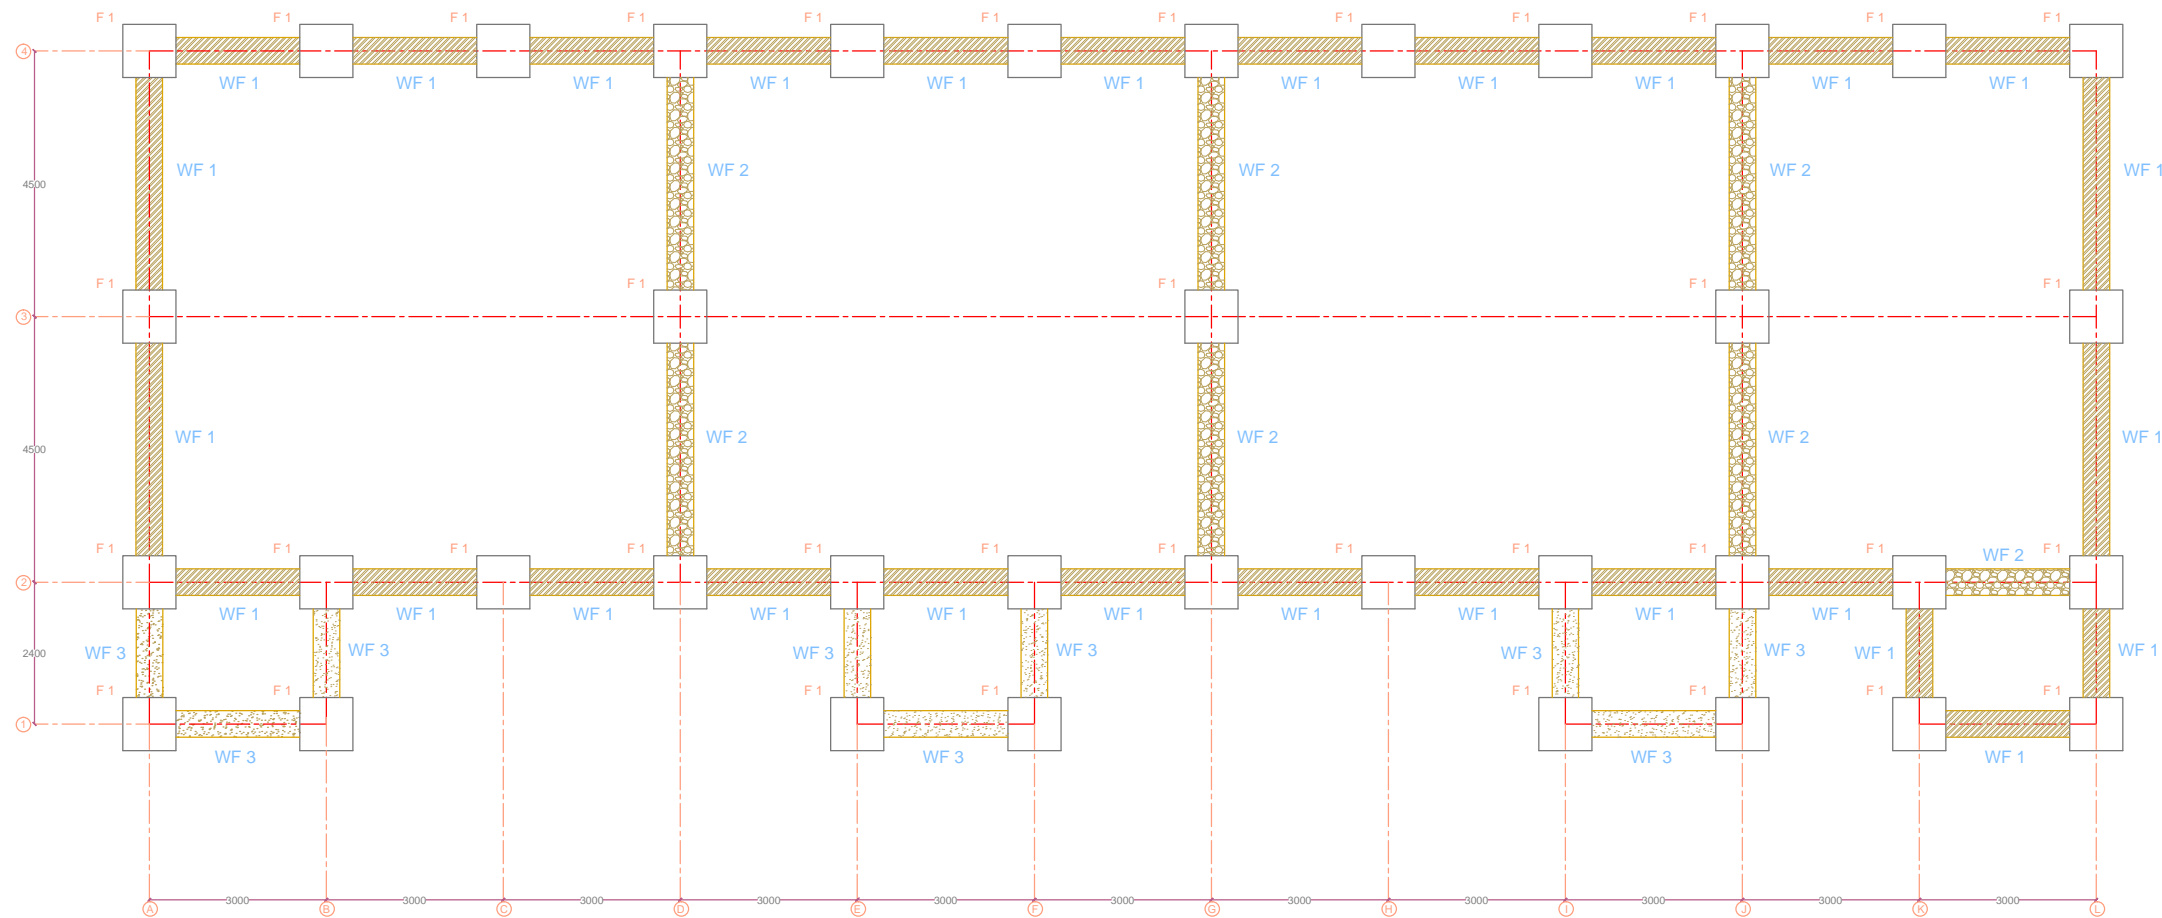 F 1 F 1 F 1 F 1 F 1 F 1 F 1 F 1 F 1 F 1 F 1 F 1
4
WF 1 WF 1 WF 1 WF 1 WF 1 WF 1 WF 1 WF 1 WF 1 WF 1 WF 1
WF 1 WF 2 WF 2 WF 2 WF 1
4500
F 1 F 1 F 1 F 1 F 1
3
WF 1 WF 2 WF 2 WF 2 WF 1
4500
F 1 F 1 F 1 F 1 F 1 F 1 F 1 F 1 F 1 F 1 F 1 WF 2 F 1
2
WF 1 WF 1 WF 1 WF 1 WF 1 WF 1 WF 1 WF 1 WF 1 WF 1
2400 WF 3 WF 3 WF 3 WF 3 WF 3 WF 3 WF 1 WF 1
F 1 F 1 F 1 F 1 F 1 F 1 F 1 F 1
1
WF 3 WF 3 WF 3 WF 1
3000 3000 3000 3000 3000 3000 3000 3000 3000 3000 3000
A B C D E F G H I J K L